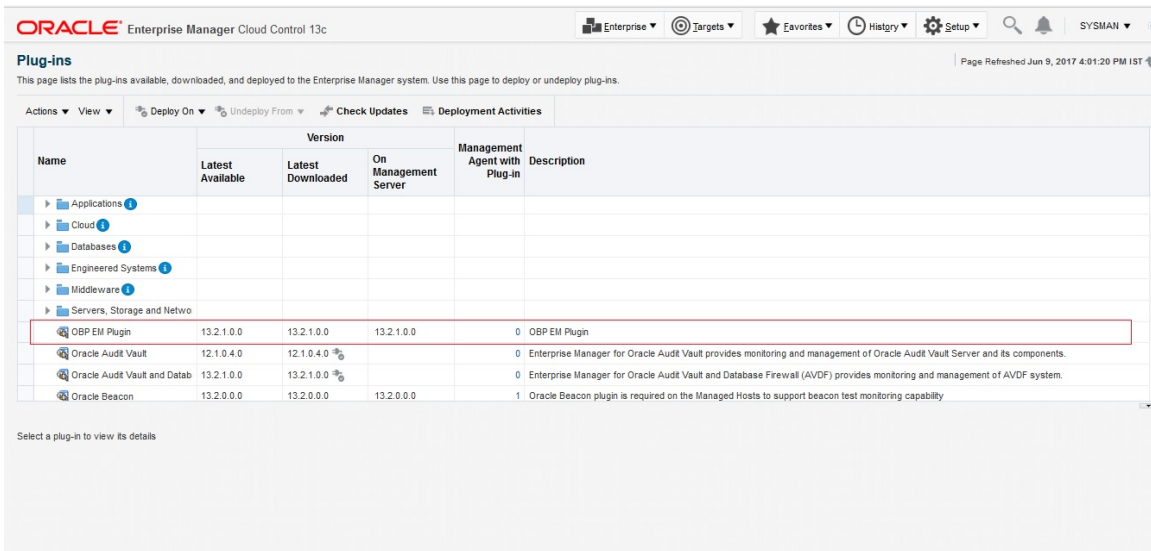 ORACLE Enterprise Manager Cloud Control 13c
Enterprise Targets Favorites History Setup SYSMAN
Plug-ins
Page Refreshed Jun 9, 2017 4:01:20 PM IST
This page lists the plug-ins available, downloaded, and deployed to the Enterprise Manager system. Use this page to deploy or undeploy plug-ins.
Actions View Deploy On Undeploy From Check Updates Deployment Activities
Name
Version
Latest Available
Latest Downloaded
On Management Server
Management Agent with Plug-in
Description
Applications
Cloud
Databases
Engineered Systems
Middleware
Servers, Storage and Netwo
OBP EM Plugin 13.2.1.0.0 13.2.1.0.0 13.2.1.0.0 0 OBP EM Plugin
Oracle Audit Vault 12.1.0.4.0 12.1.0.4.0 0 Enterprise Manager for Oracle Audit Vault provides monitoring and management of Oracle Audit Vault Server and its components.
Oracle Audit Vault and Datab 13.2.1.0.0 13.2.1.0.0 0 Enterprise Manager for Oracle Audit Vault and Database Firewall (AVDF) provides monitoring and management of AVDF system.
Oracle Beacon 13.2.0.0.0 13.2.0.0.0 13.2.0.0.0 1 Oracle Beacon plugin is required on the Managed Hosts to support beacon test monitoring capability
Select a plug-in to view its details